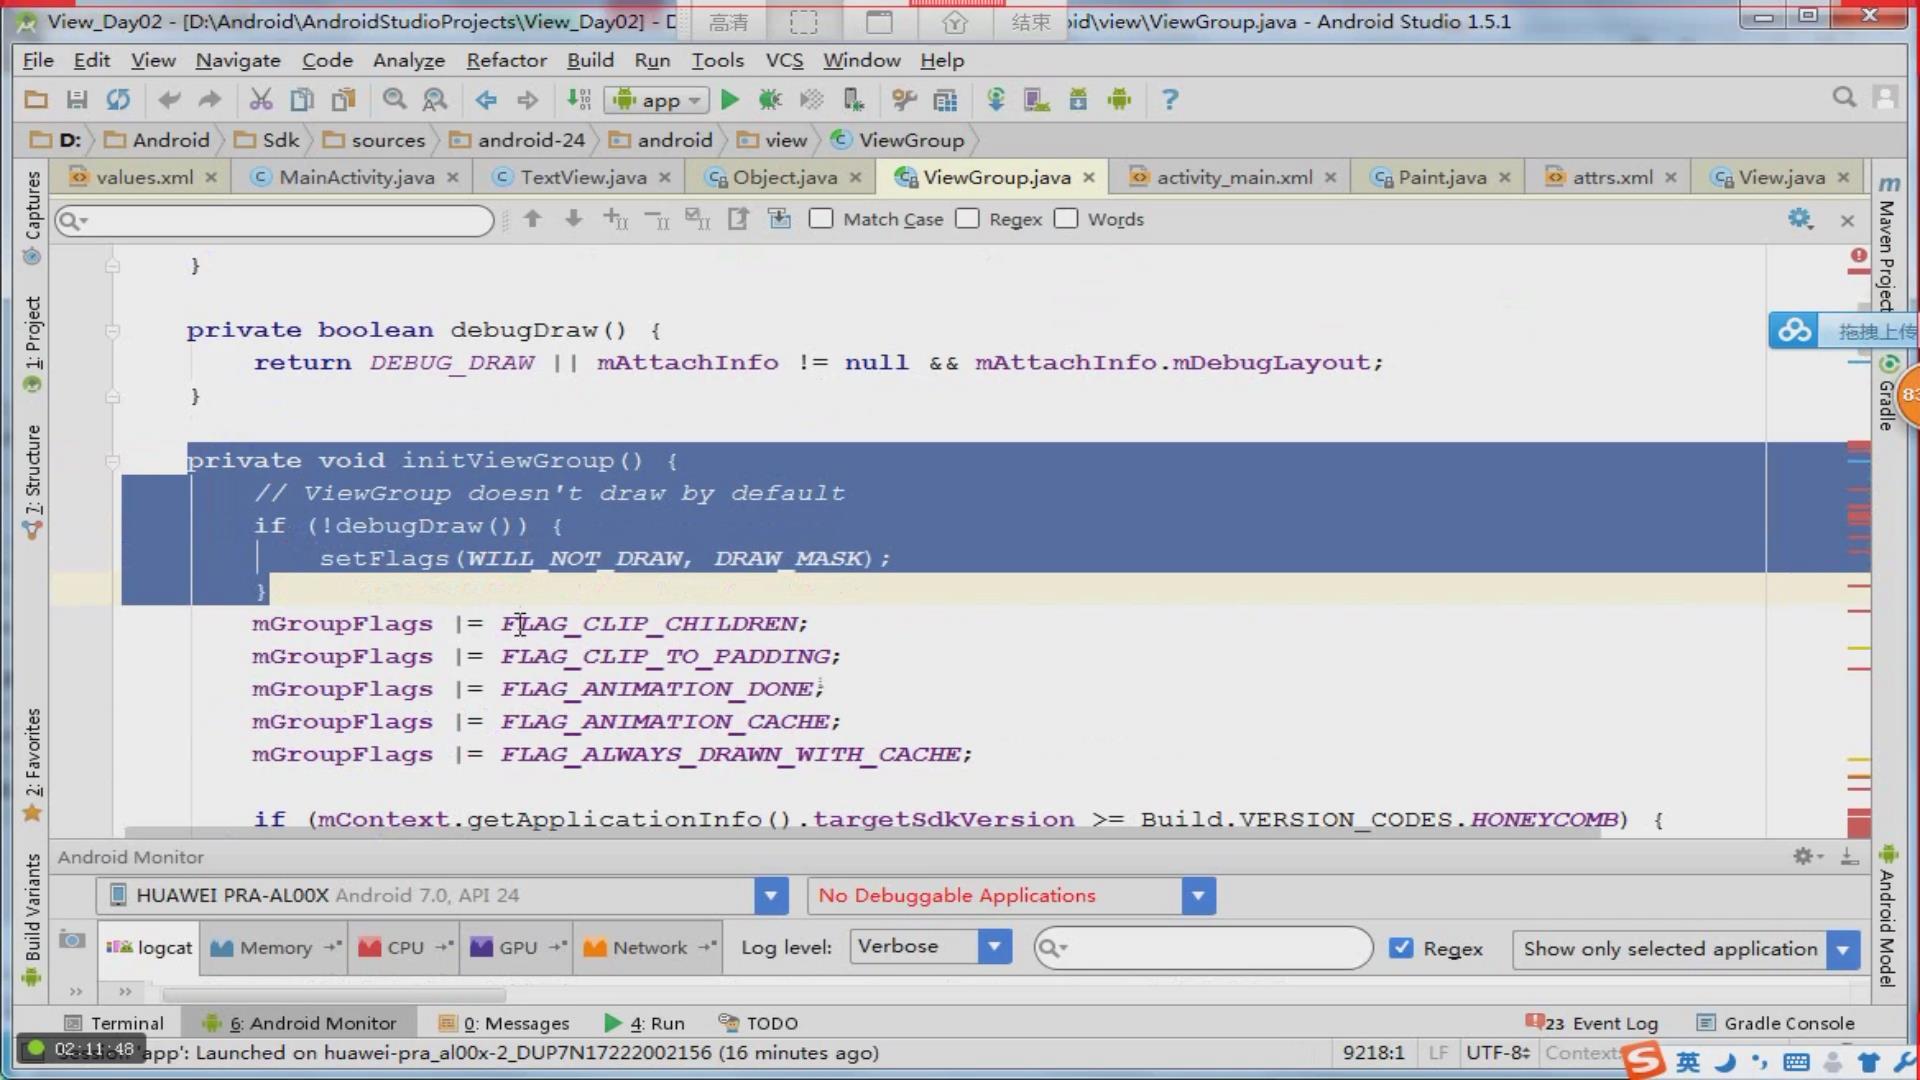 View_Day02 - [D:\Android\AndroidStudioProjects\View_Day02] - D
高清
结束
id\view\ViewGroup.java - Android Studio 1.5.1
File Edit View Navigate Code Analyze Refactor Build Run Tools VCS Window Help
app
D: Android Sdk sources android-24 android view ViewGroup
values.xml MainActivity.java TextView.java Object.java ViewGroup.java activity_main.xml Paint.java attrs.xml View.java
Match Case Regex Words
}
private boolean debugDraw() {
return DEBUG_DRAW || mAttachInfo != null && mAttachInfo.mDebugLayout;
}
private void initViewGroup() {
// ViewGroup doesn't draw by default
if (!debugDraw()) {
setFlags(WILL_NOT_DRAW, DRAW_MASK);
}
mGroupFlags |= FLAG_CLIP_CHILDREN;
mGroupFlags |= FLAG_CLIP_TO_PADDING;
mGroupFlags |= FLAG_ANIMATION_DONE;
mGroupFlags |= FLAG_ANIMATION_CACHE;
mGroupFlags |= FLAG_ALWAYS_DRAWN_WITH_CACHE;
if (mContext.getApplicationInfo().targetSdkVersion >= Build.VERSION_CODES.HONEYCOMB) {
Captures
1: Project
7: Structure
2: Favorites
Build Variants
Maven Project
拖拽上传
83
Gradle
Android Model
Android Monitor
HUAWEI PRA-AL00X Android 7.0, API 24
No Debuggable Applications
logcat Memory CPU GPU Network Log level: Verbose Regex Show only selected application
Terminal 6: Android Monitor 0: Messages 4: Run TODO 23 Event Log Gradle Console
02:11:48
'app': Launched on huawei-pra_al00x-2_DUP7N17222002156 (16 minutes ago)
9218:1 LF UTF-8 Context:
英